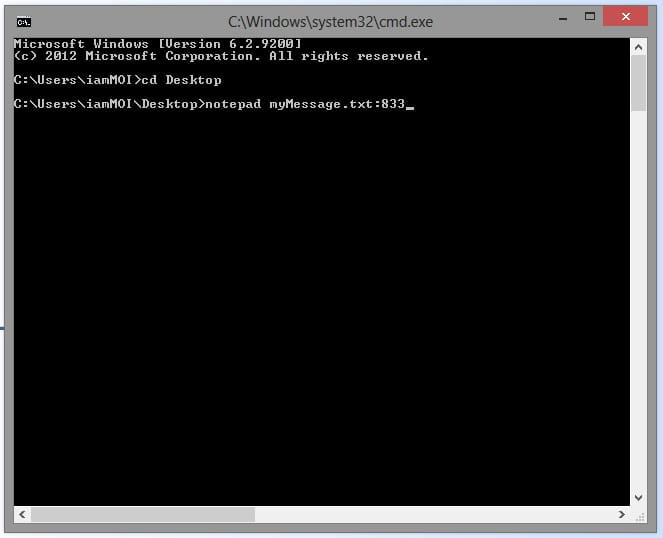 C:\Windows\system32\cmd.exe
Microsoft Windows [Version 6.2.9200]
(c) 2012 Microsoft Corporation. All rights reserved.
C:\Users\iamMOI>cd Desktop
C:\Users\iamMOI\Desktop>notepad myMessage.txt:833_